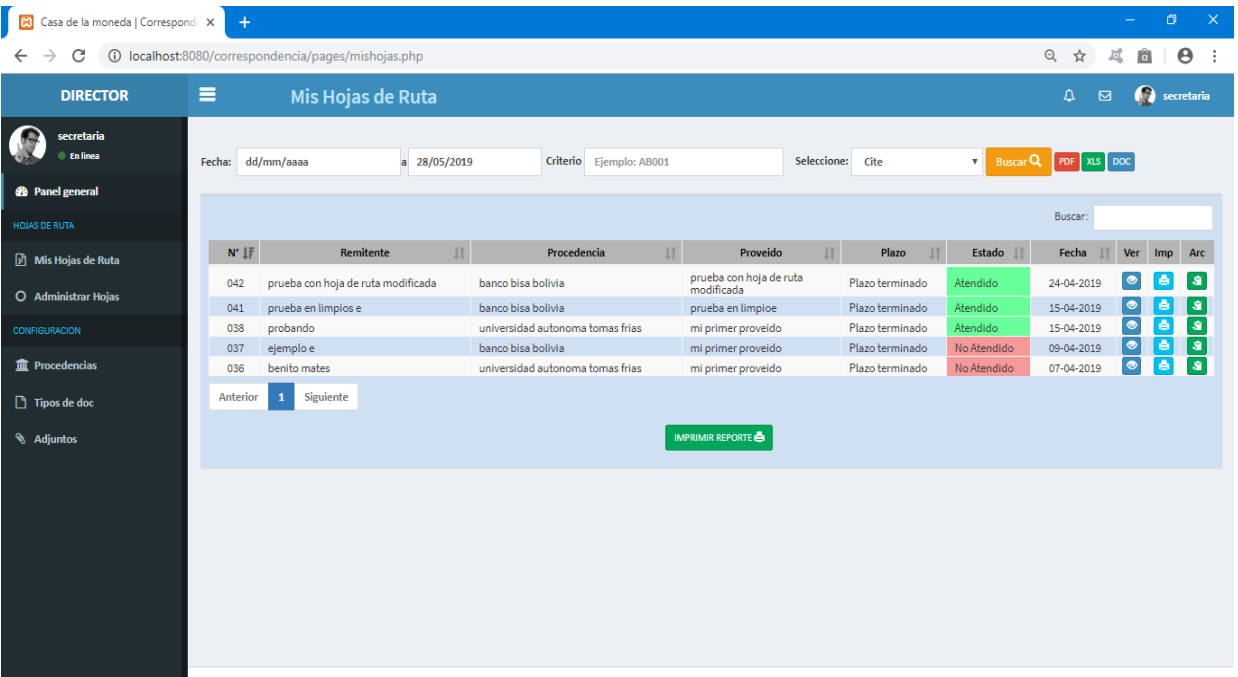 Casa de la moneda | Correspond
localhost:8080/correspondencia/pages/mishojas.php
DIRECTOR
Mis Hojas de Ruta
secretaria
secretaria
En linea
Panel general
HOJAS DE RUTA
Mis Hojas de Ruta
Administrar Hojas
CONFIGURACION
Procedencias
Tipos de doc
Adjuntos
Fecha: dd/mm/aaaa a 28/05/2019 Criterio Ejemplo: AB001 Seleccione: Cite Buscar PDF XLS DOC
Buscar:
N° Remitente Procedencia Proveido Plazo Estado Fecha Ver Imp Arc
042 prueba con hoja de ruta modificada banco bisa bolivia prueba con hoja de ruta modificada Plazo terminado Atendido 24-04-2019
041 prueba en limpios e banco bisa bolivia prueba en limpioe Plazo terminado Atendido 15-04-2019
038 probando universidad autonoma tomas frias mi primer proveido Plazo terminado Atendido 15-04-2019
037 ejemplo e banco bisa bolivia mi primer proveido Plazo terminado No Atendido 09-04-2019
036 benito mates universidad autonoma tomas frias mi primer proveido Plazo terminado No Atendido 07-04-2019
Anterior 1 Siguiente
IMPRIMIR REPORTE